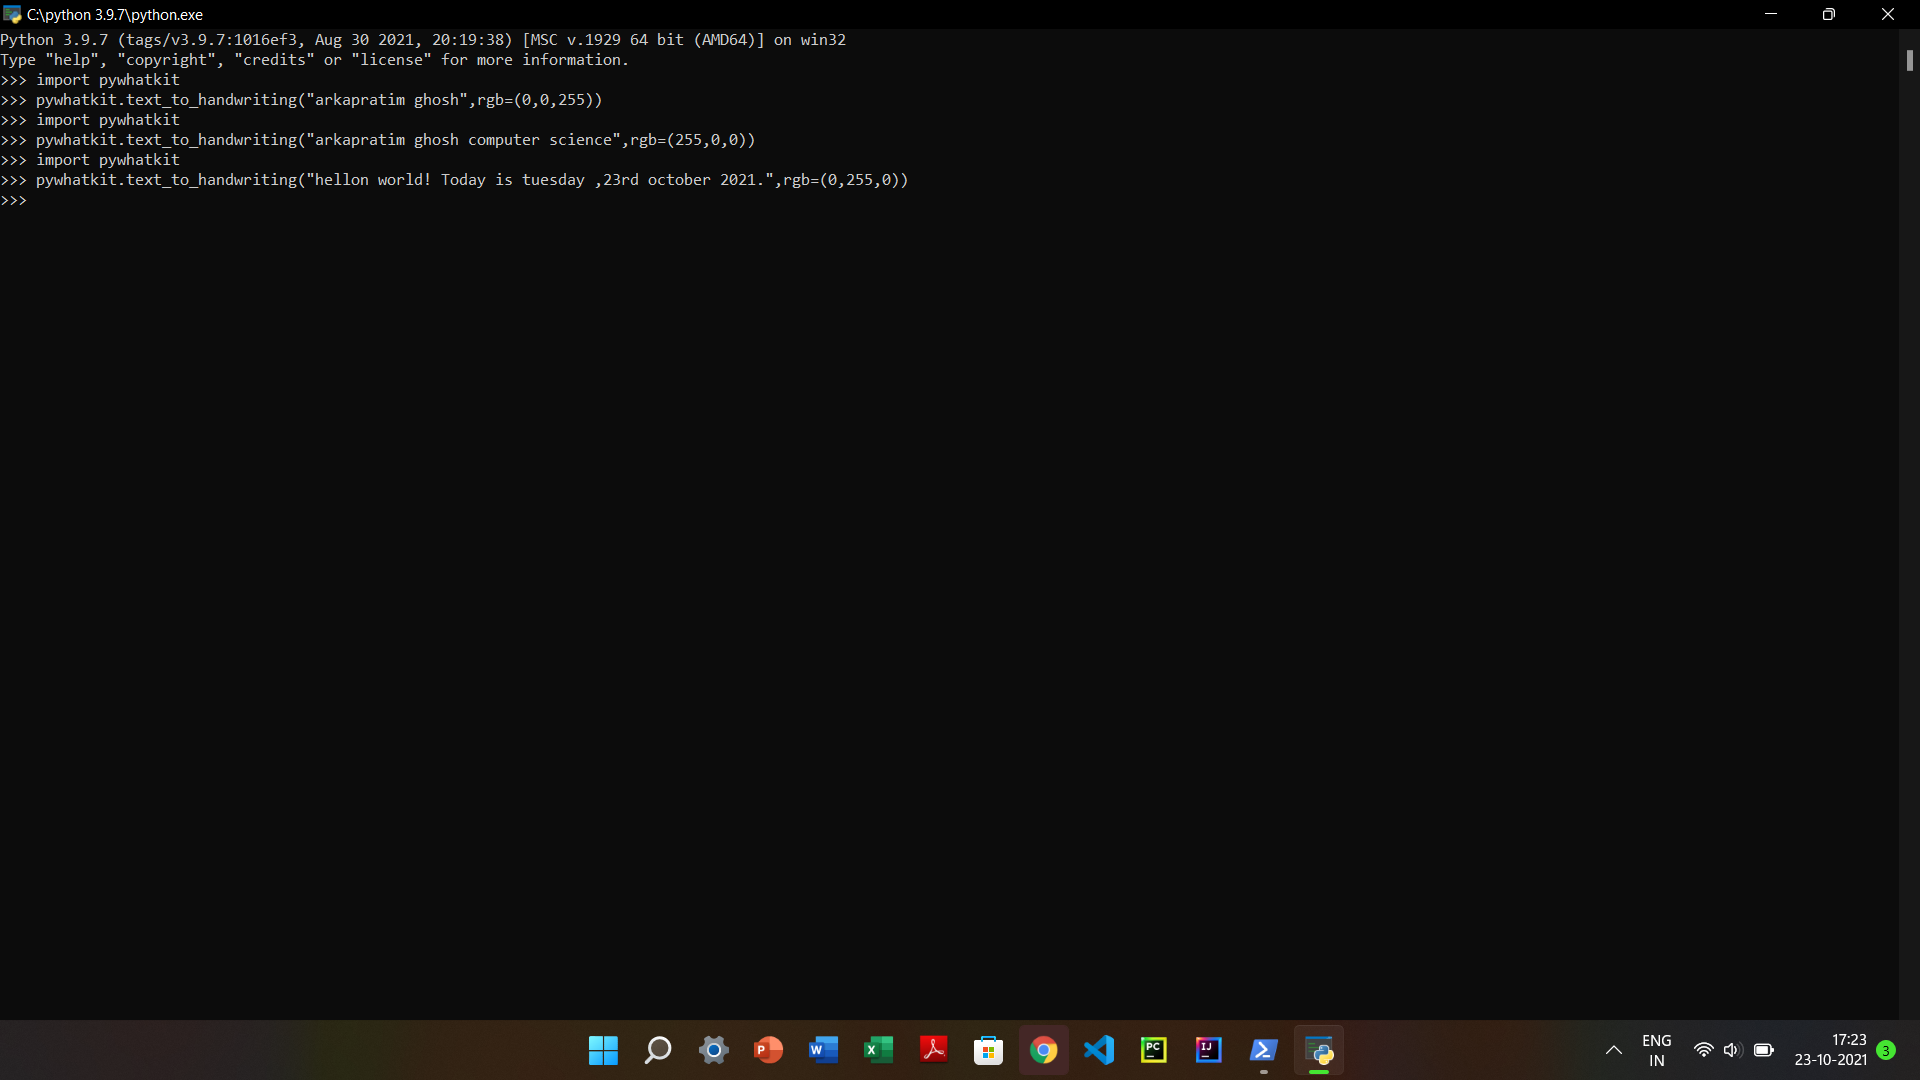 C:\python 3.9.7\python.exe
Python 3.9.7 (tags/v3.9.7:1016ef3, Aug 30 2021, 20:19:38) [MSC v.1929 64 bit (AMD64)] on win32
Type "help", "copyright", "credits" or "license" for more information.
>>> import pywhatkit
>>> pywhatkit.text_to_handwriting("arkapratim ghosh",rgb=(0,0,255))
>>> import pywhatkit
>>> pywhatkit.text_to_handwriting("arkapratim ghosh computer science",rgb=(255,0,0))
>>> import pywhatkit
>>> pywhatkit.text_to_handwriting("hellon world! Today is tuesday ,23rd october 2021.",rgb=(0,255,0))
>>>
P
W
X
PC
IJ
ENG
IN
17:23
23-10-2021
3